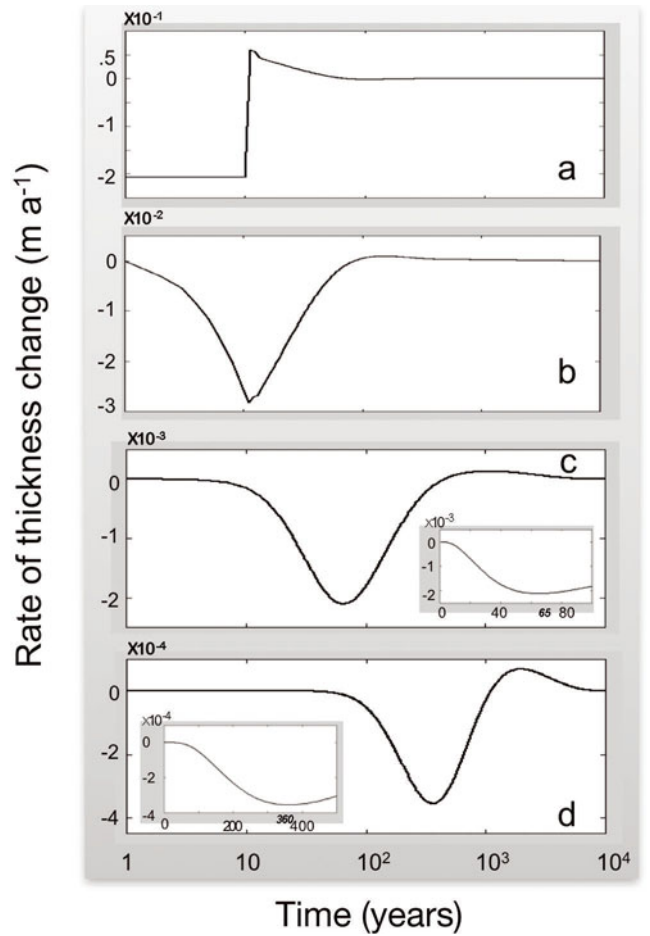 Rate of thickness change (m a⁻¹)
X10⁻¹
.5
0
-1
-2
a
X10⁻²
0
-1
-2
-3
b
X10⁻³
0
-1
-2
c
x10⁻³
0
-1
-2
0 40 65 80
X10⁻⁴
0
-2
-4
d
x10⁻⁴
0
-2
-4
0 200 360 400
1 10 10² 10³ 10⁴
Time (years)